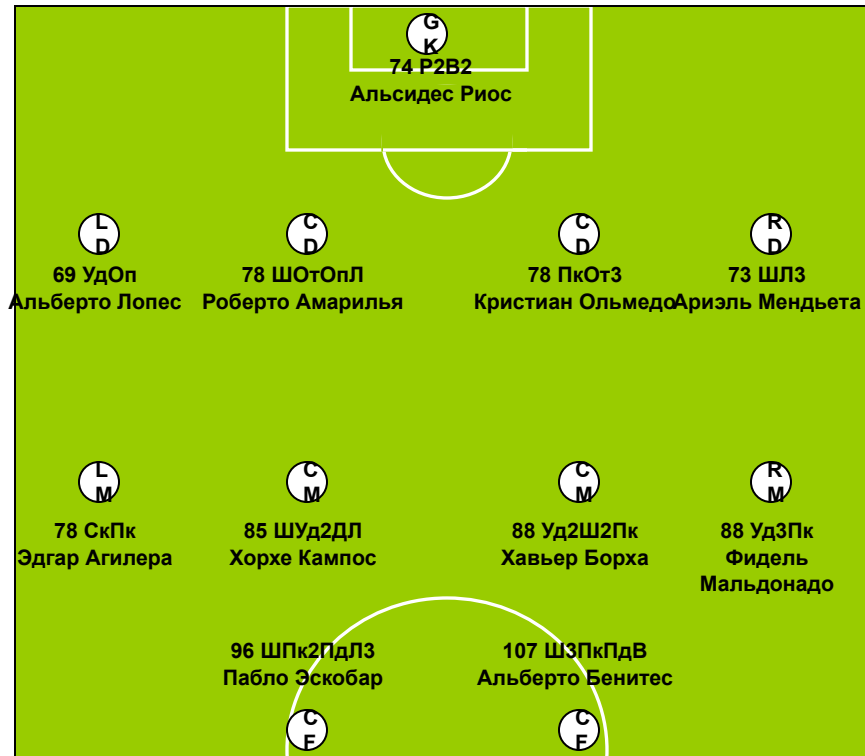 G
K
74 Р2В2
Альсидес Риос
L
D
C
D
C
D
R
D
69 УдОп
78 ШОтОпЛ
78 ПкОт3
73 ШЛ3
Альберто Лопес
Роберто Амарилья
Кристиан Ольмедо
Ариэль Мендьета
L
M
C
M
C
M
R
M
78 СкПк
85 ШУд2ДЛ
88 Уд2Ш2Пк
88 Уд3Пк
Эдгар Агилера
Хорхе Кампос
Хавьер Борха
Фидель
Мальдонадо
96 ШПк2ПдЛ3
107 Ш3ПкПдВ
Пабло Эскобар
Альберто Бенитес
C
F
C
F